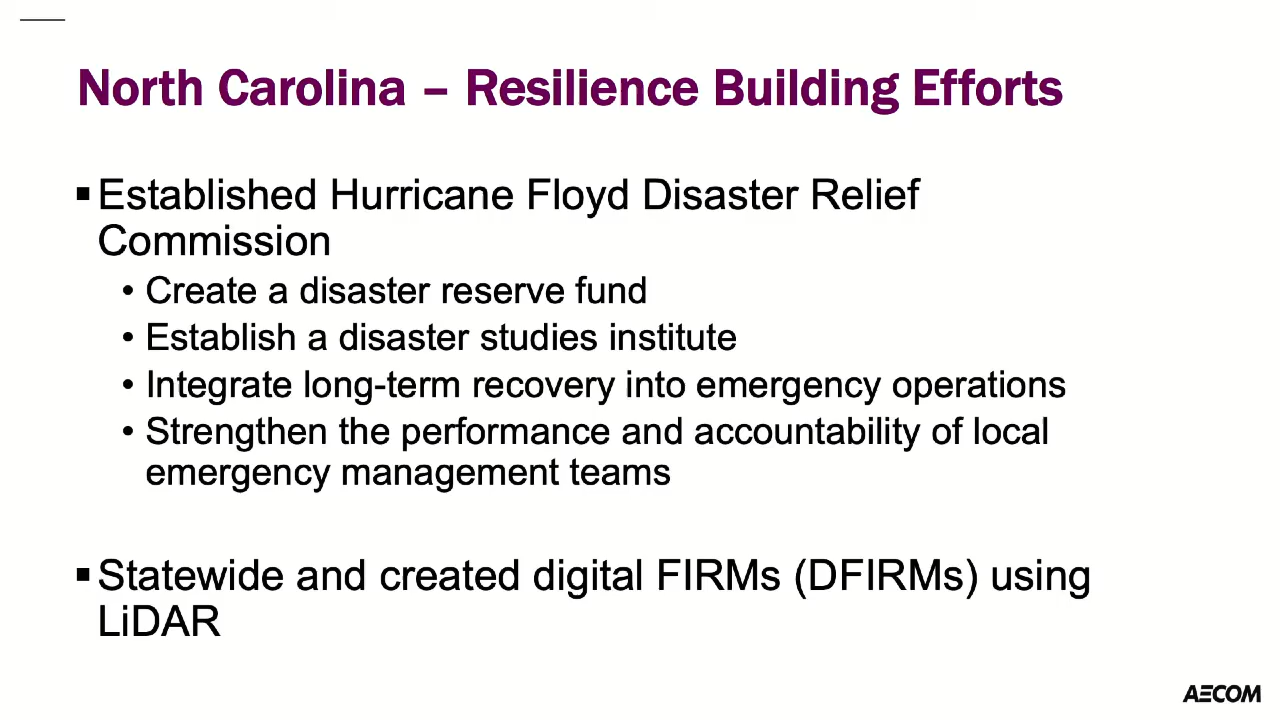 North Carolina – Resilience Building Efforts
▪Established Hurricane Floyd Disaster Relief
Commission
• Create a disaster reserve fund
• Establish a disaster studies institute
• Integrate long-term recovery into emergency operations
• Strengthen the performance and accountability of local
emergency management teams
▪Statewide and created digital FIRMs (DFIRMs) using
LiDAR
AECOM